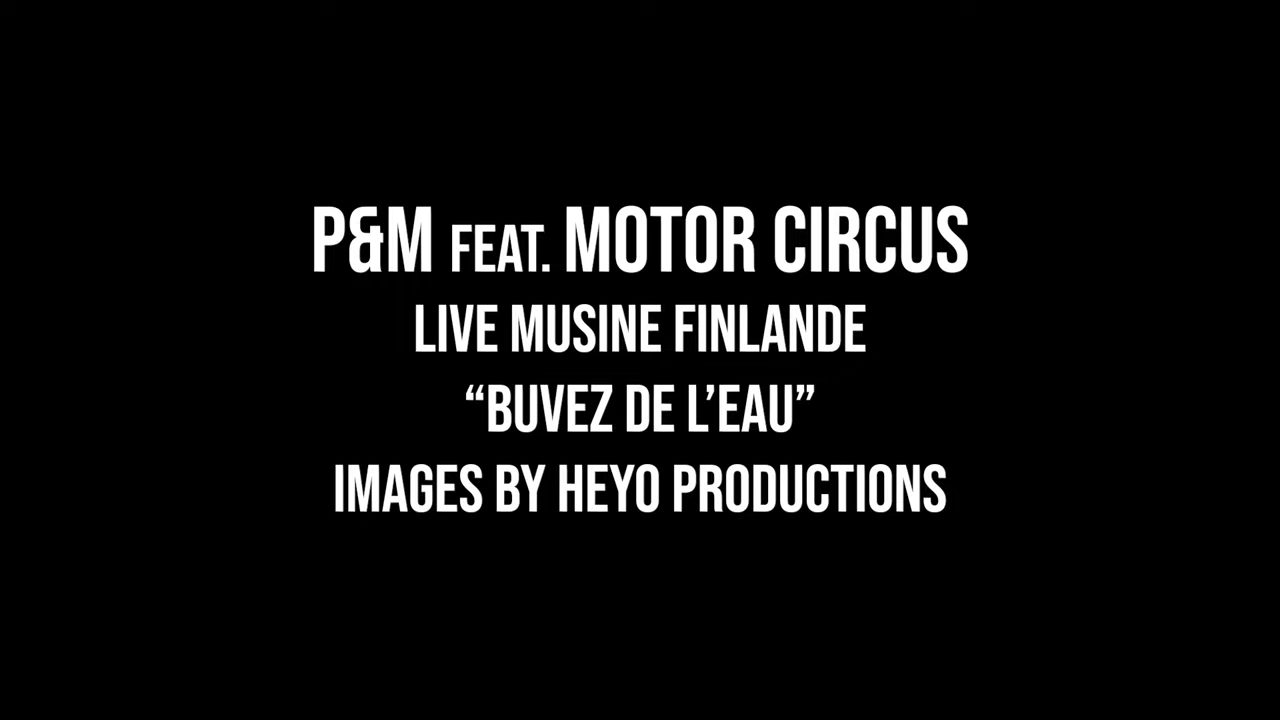 P&M FEAT. MOTOR CIRCUS
LIVE MUSINE FINLANDE
“BUVEZ DE L’EAU”
IMAGES BY HEYO PRODUCTIONS